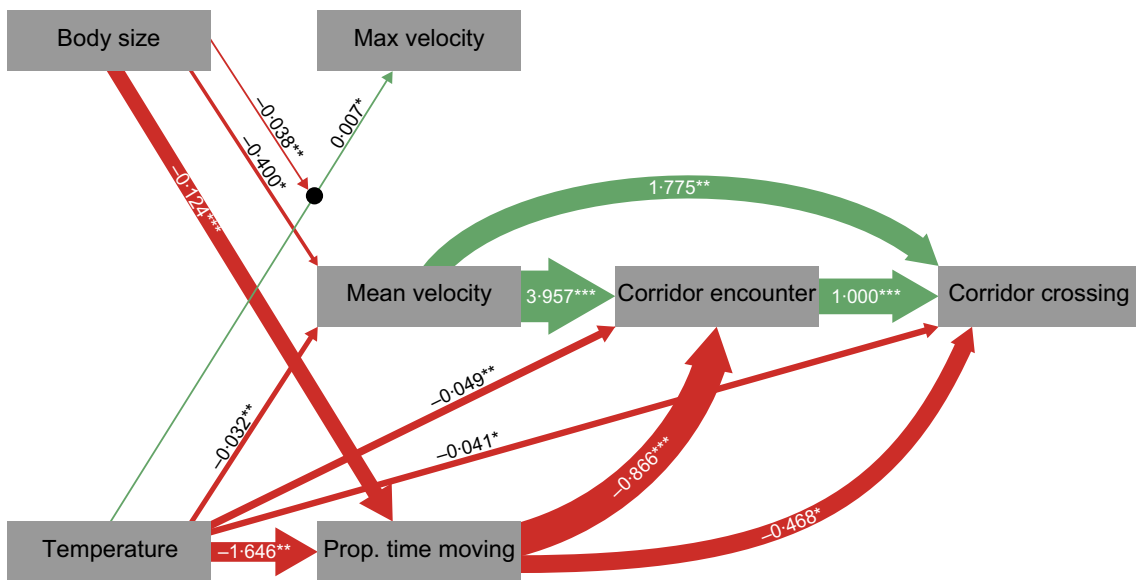 Body size
Max velocity
–0·038**
0·007*
–0·400*
–0·124***
1·775**
Mean velocity
3·957***
Corridor encounter
1·000***
Corridor crossing
–0·032**
–0·049**
–0·041*
–0·866***
–0·468*
Temperature
–1·646**
Prop. time moving